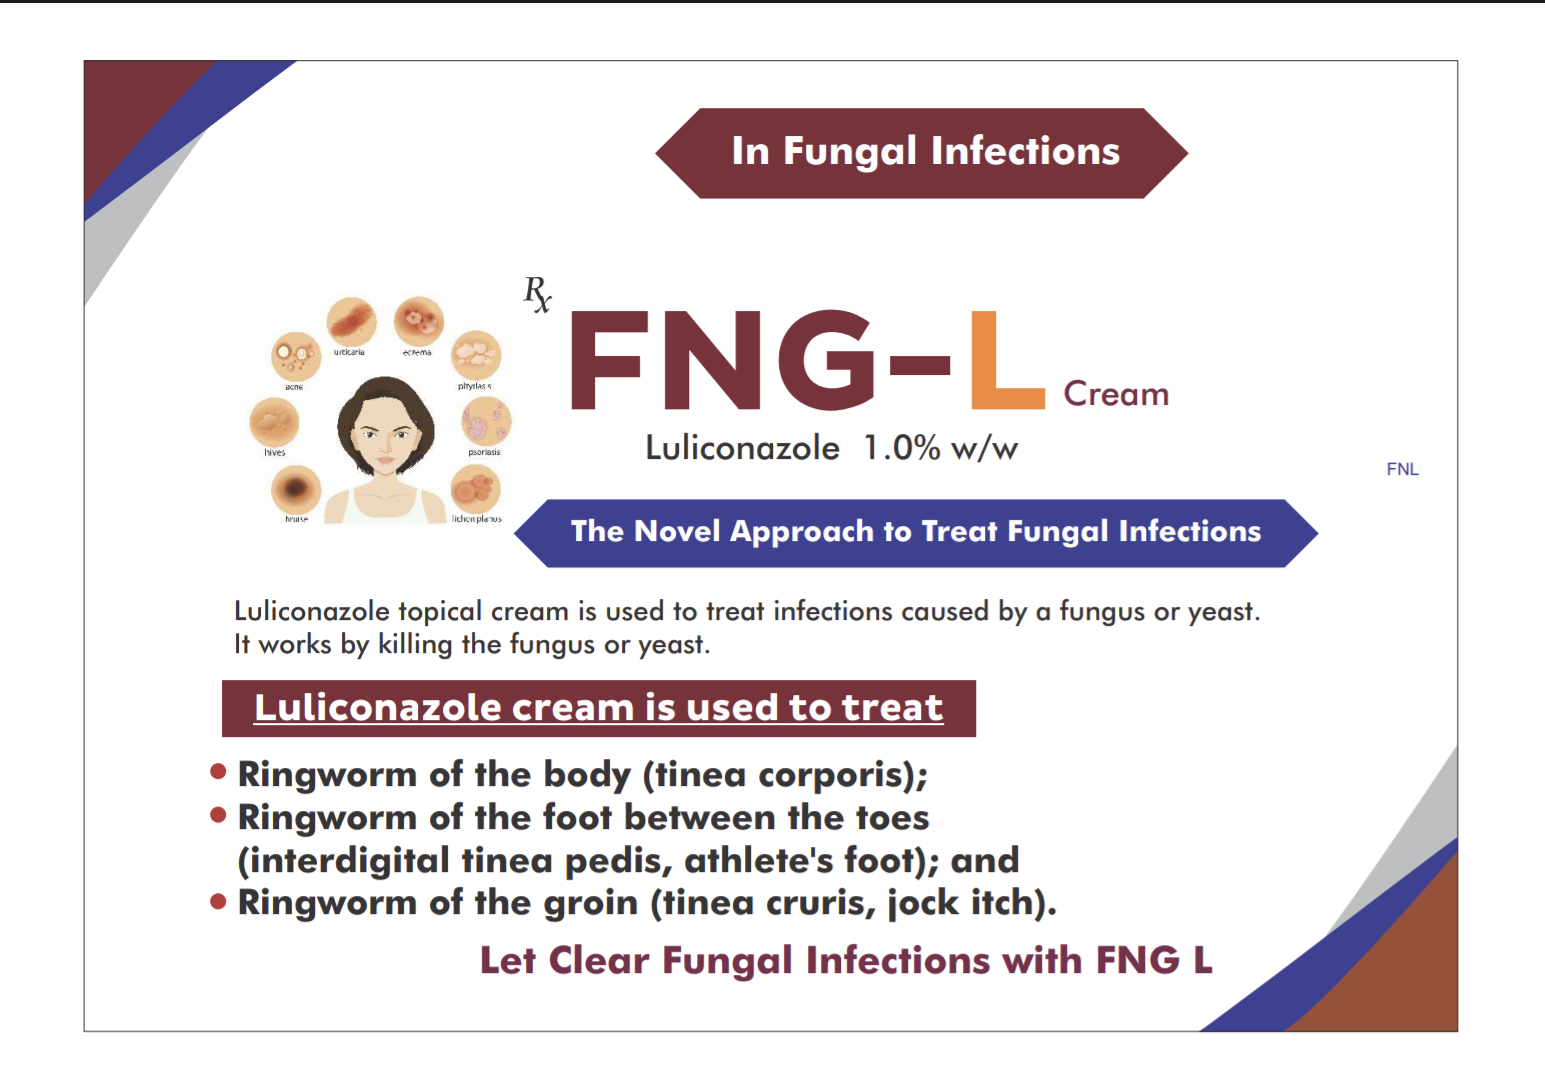 In Fungal Infections
Rx
FNG-L Cream
Luliconazole 1.0% w/w
urticaria
eczema
acne
pityrias s
hives
psoriasis
bruise
lichen planus
FNL
The Novel Approach to Treat Fungal Infections
Luliconazole topical cream is used to treat infections caused by a fungus or yeast.
It works by killing the fungus or yeast.
Luliconazole cream is used to treat
• Ringworm of the body (tinea corporis);
• Ringworm of the foot between the toes
(interdigital tinea pedis, athlete's foot); and
• Ringworm of the groin (tinea cruris, jock itch).
Let Clear Fungal Infections with FNG L